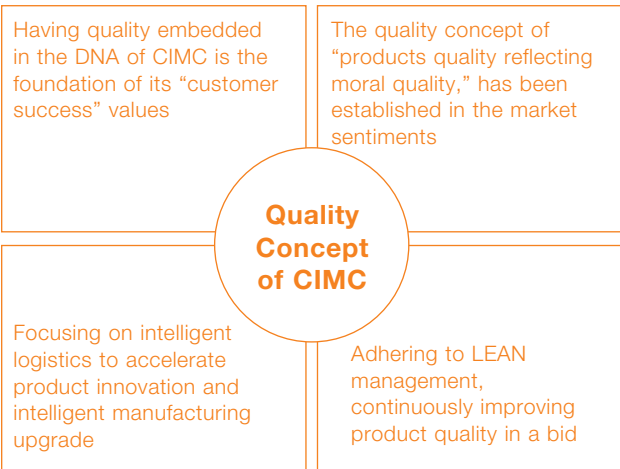 Having quality embedded
in the DNA of CIMC is the
foundation of its “customer
success” values
The quality concept of
“products quality reflecting
moral quality,” has been
established in the market
sentiments
Quality
Concept
of CIMC
Focusing on intelligent
logistics to accelerate
product innovation and
intelligent manufacturing
upgrade
Adhering to LEAN
management,
continuously improving
product quality in a bid